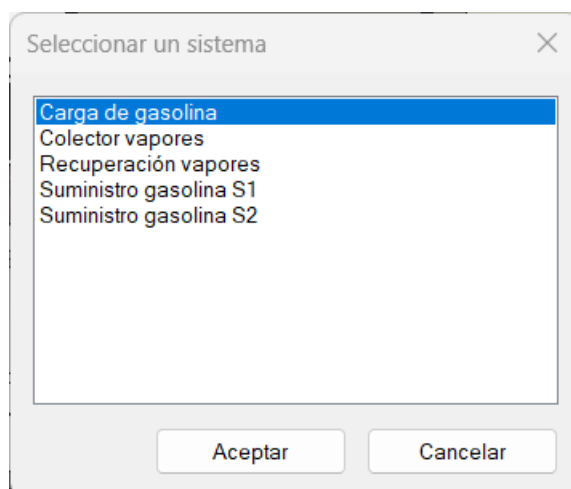 Seleccionar un sistema
Carga de gasolina
Colector vapores
Recuperación vapores
Suministro gasolina S1
Suministro gasolina S2
Aceptar
Cancelar